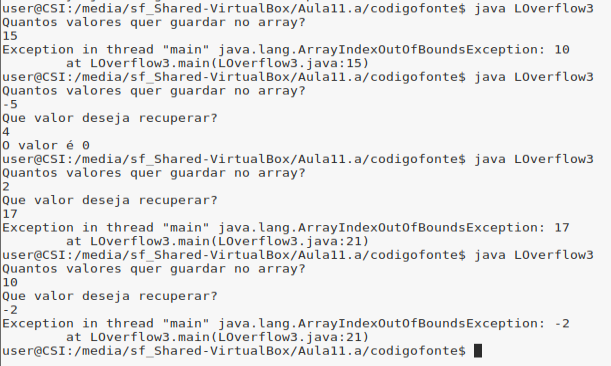 user@CSI:/media/sf_Shared-VirtualBox/Aula11.a/codigofonte$ java LOverflow3
Quantos valores quer guardar no array?
15
Exception in thread "main" java.lang.ArrayIndexOutOfBoundsException: 10
at LOverflow3.main(LOverflow3.java:15)
user@CSI:/media/sf_Shared-VirtualBox/Aula11.a/codigofonte$ java LOverflow3
Quantos valores quer guardar no array?
-5
Que valor deseja recuperar?
4
O valor é 0
user@CSI:/media/sf_Shared-VirtualBox/Aula11.a/codigofonte$ java LOverflow3
Quantos valores quer guardar no array?
2
Que valor deseja recuperar?
17
Exception in thread "main" java.lang.ArrayIndexOutOfBoundsException: 17
at LOverflow3.main(LOverflow3.java:21)
user@CSI:/media/sf_Shared-VirtualBox/Aula11.a/codigofonte$ java LOverflow3
Quantos valores quer guardar no array?
10
Que valor deseja recuperar?
-2
Exception in thread "main" java.lang.ArrayIndexOutOfBoundsException: -2
at LOverflow3.main(LOverflow3.java:21)
user@CSI:/media/sf_Shared-VirtualBox/Aula11.a/codigofonte$